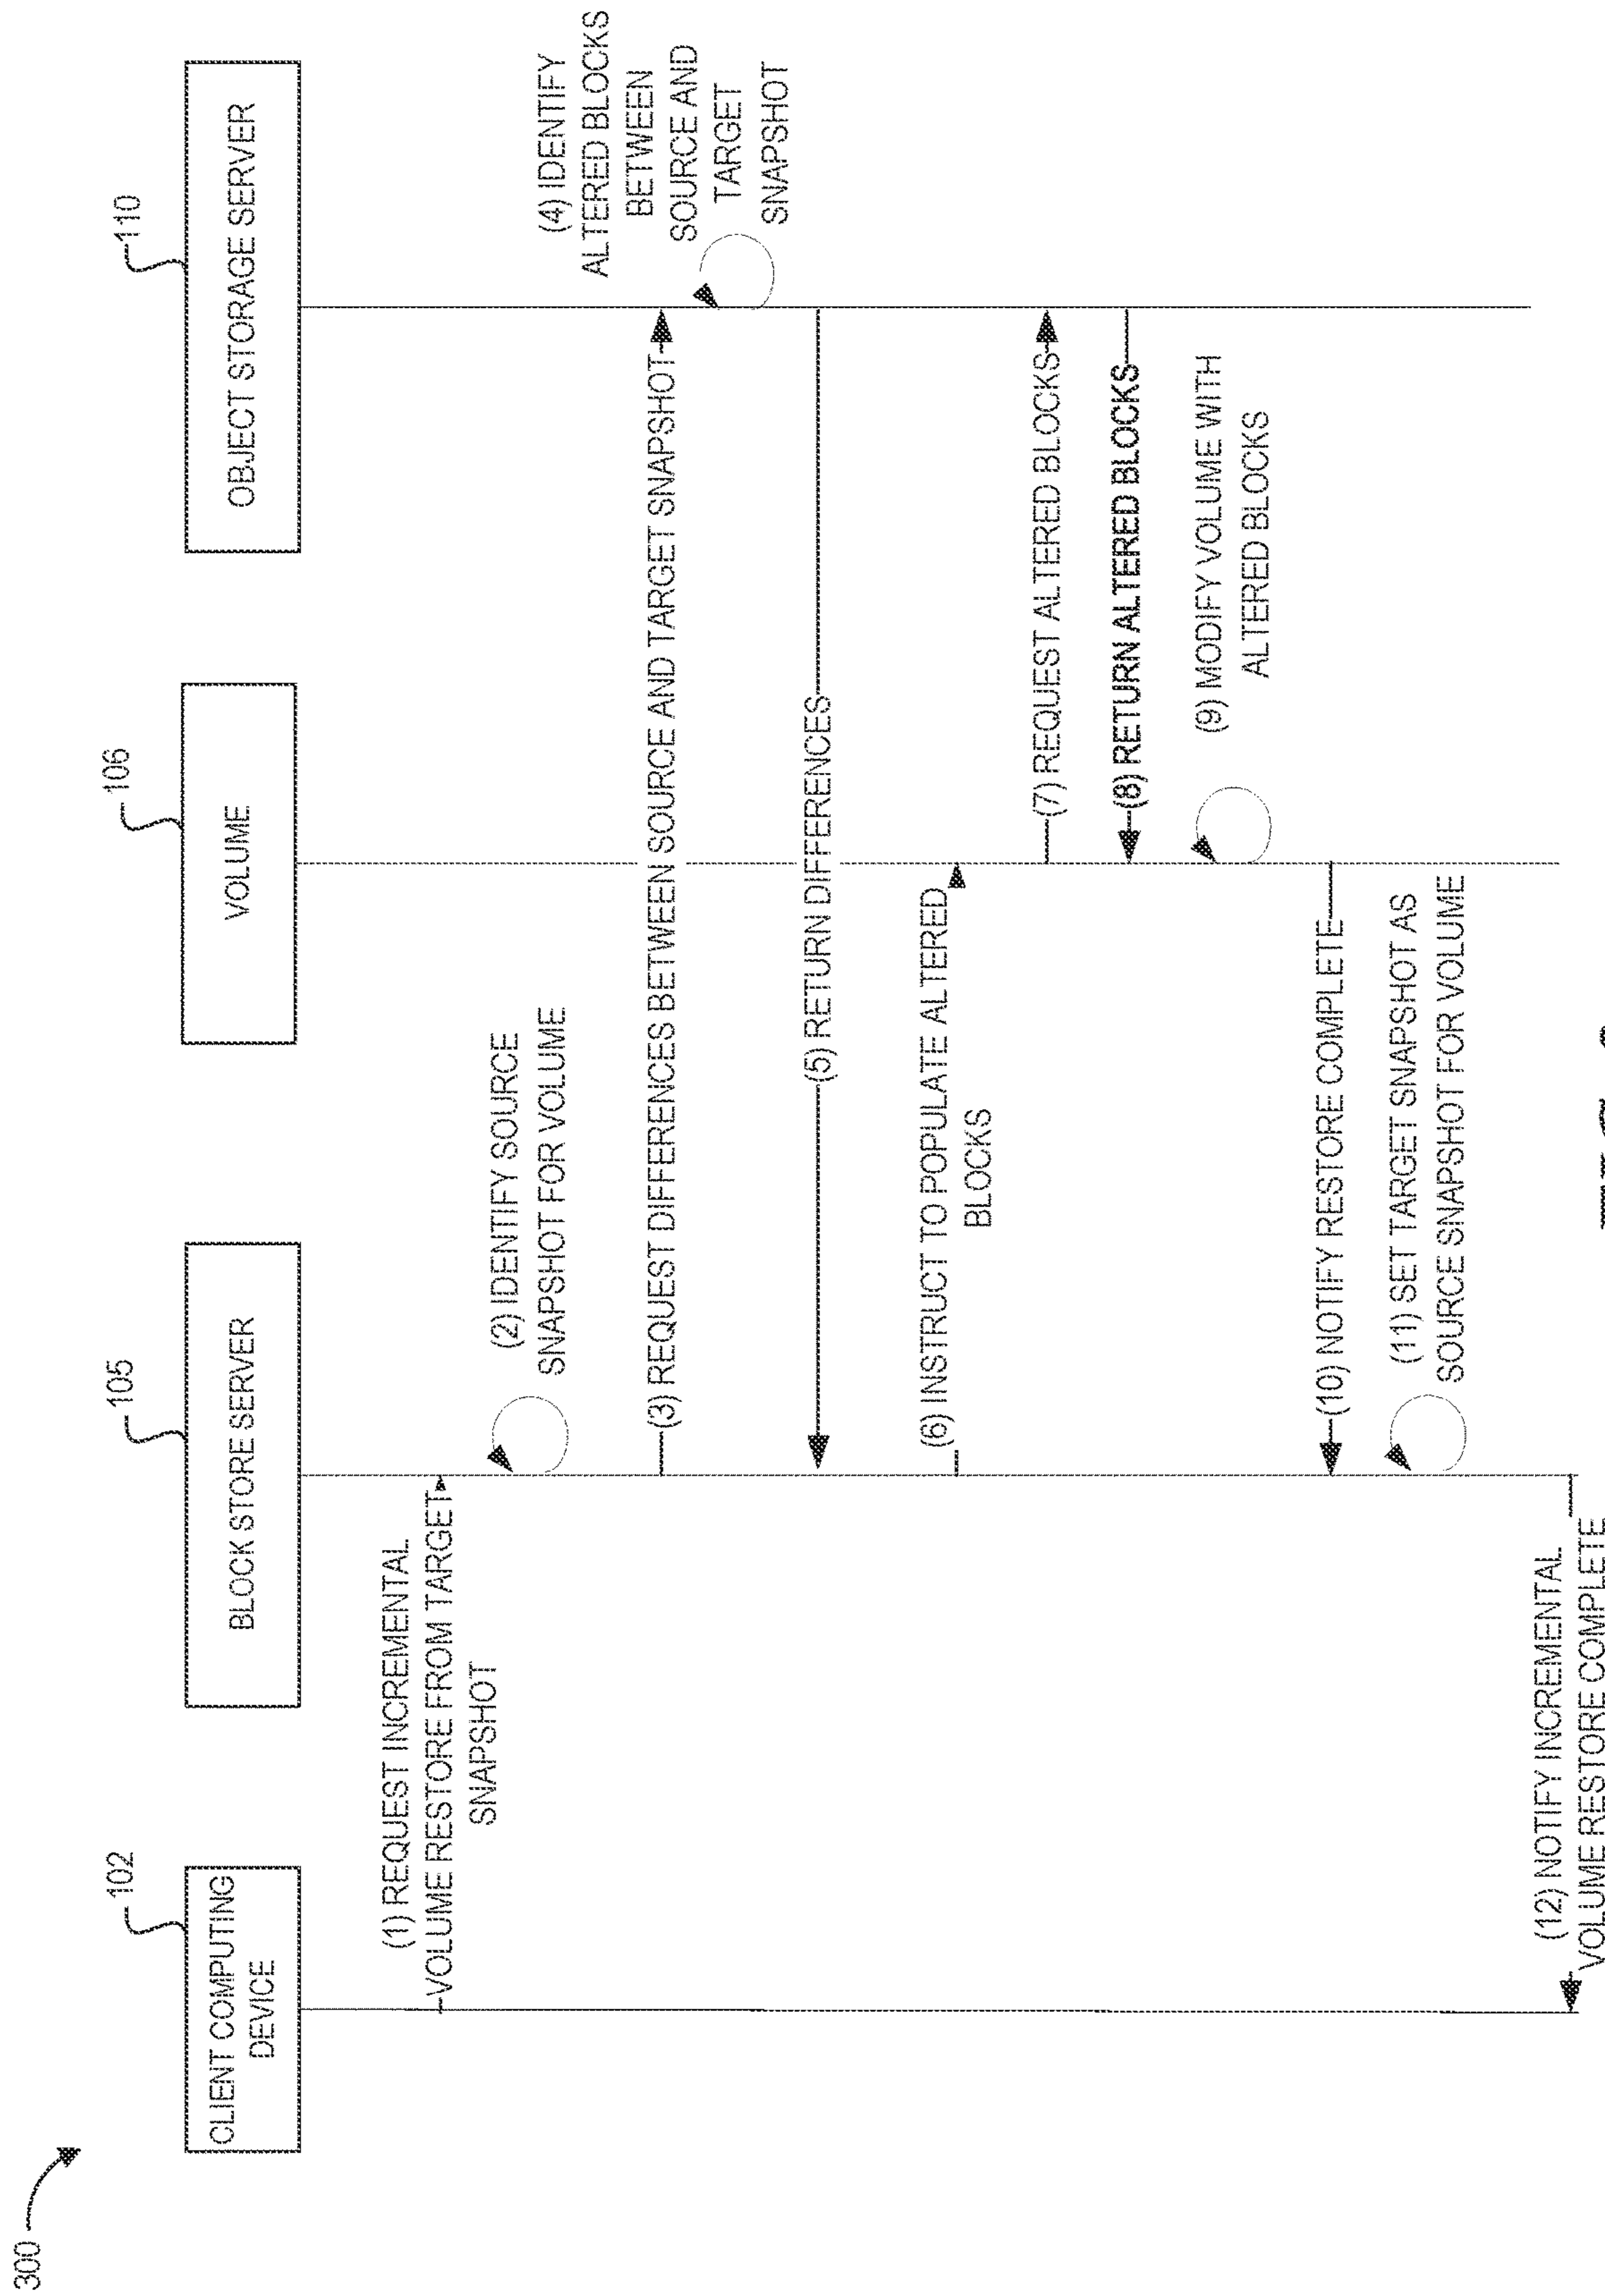 300
102
105
106
110
CLIENT COMPUTING
DEVICE
BLOCK STORE SERVER
VOLUME
OBJECT STORAGE SERVER
(1) REQUEST INCREMENTAL
VOLUME RESTORE FROM TARGET
SNAPSHOT
(2) IDENTIFY SOURCE
SNAPSHOT FOR VOLUME
(3) REQUEST DIFFERENCES BETWEEN SOURCE AND TARGET SNAPSHOT
(4) IDENTIFY
ALTERED BLOCKS
BETWEEN
SOURCE AND
TARGET
SNAPSHOT
(5) RETURN DIFFERENCES
(6) INSTRUCT TO POPULATE ALTERED
BLOCKS
(7) REQUEST ALTERED BLOCKS
(8) RETURN ALTERED BLOCKS
(9) MODIFY VOLUME WITH
ALTERED BLOCKS
(10) NOTIFY RESTORE COMPLETE
(11) SET TARGET SNAPSHOT AS
SOURCE SNAPSHOT FOR VOLUME
(12) NOTIFY INCREMENTAL
VOLUME RESTORE COMPLETE